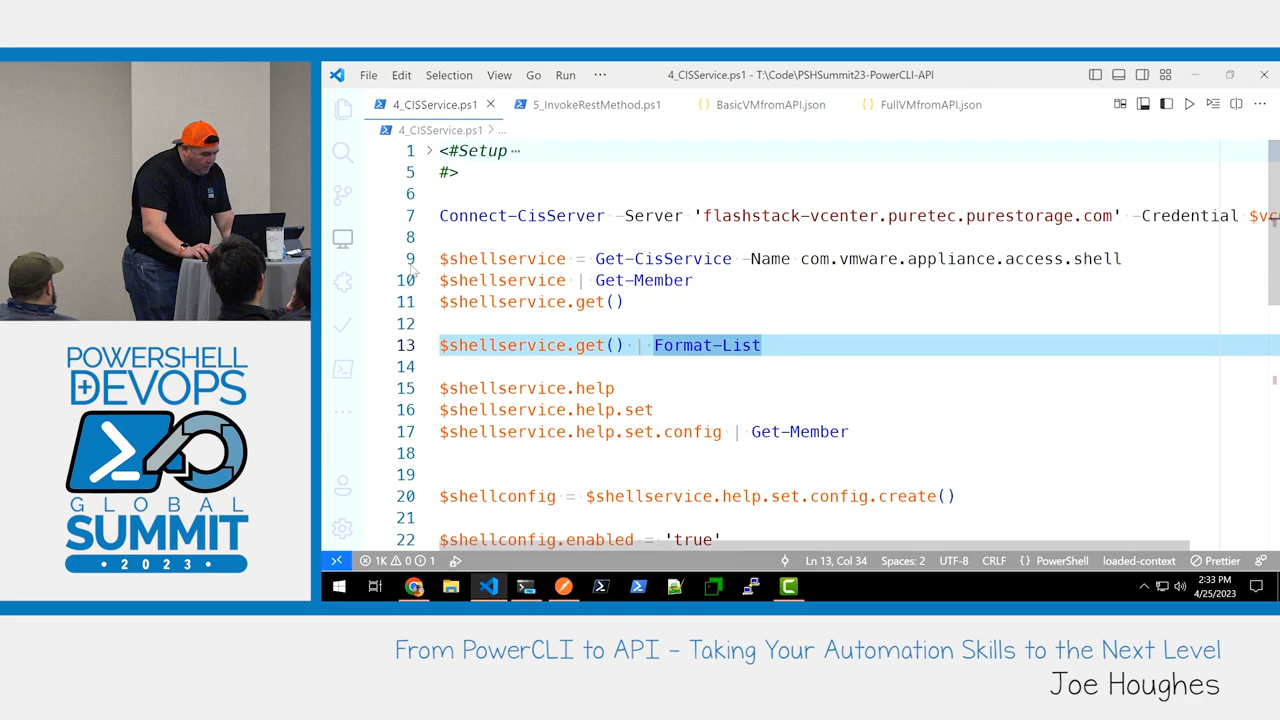 File Edit Selection View Go Run ··· 4_CISService.ps1 - T:\Code\PSHSummit23-PowerCLI-API
4_CISService.ps1 5_InvokeRestMethod.ps1 {} BasicVMfromAPI.json {} FullVMfromAPI.json
4_CISService.ps1 > ...
1 <#Setup ···
5 #>
6
7 Connect-CisServer -Server 'flashstack-vcenter.puretec.purestorage.com' -Credential $vc
8
9 $shellservice = Get-CisService -Name com.vmware.appliance.access.shell
10 $shellservice | Get-Member
11 $shellservice.get()
12
13 $shellservice.get() | Format-List
14
15 $shellservice.help
16 $shellservice.help.set
17 $shellservice.help.set.config | Get-Member
18
19
20 $shellconfig = $shellservice.help.set.config.create()
21
22 $shellconfig.enabled = 'true'
1K 0 1 Ln 13, Col 34 Spaces: 2 UTF-8 CRLF {} PowerShell loaded-context Prettier
2:33 PM
4/25/2023
POWERSHELL
+DEVOPS
GLOBAL
SUMMIT
• 2023 •
From PowerCLI to API - Taking Your Automation Skills to the Next Level
Joe Houghes